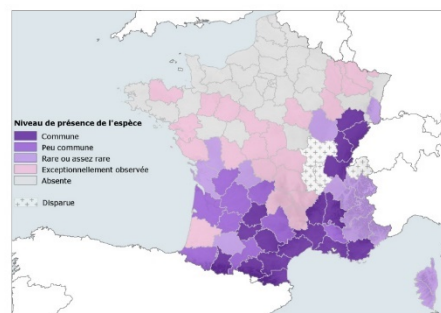 Niveau de présence de l'espèce
Commune
Peu commune
Rare ou assez rare
Exceptionnellement observée
Absente
Disparue